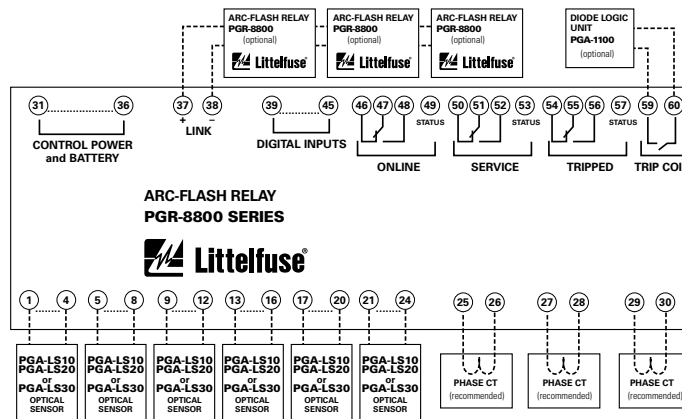 ARC-FLASH RELAY
PGR-8800
(optional)
Littelfuse
ARC-FLASH RELAY
PGR-8800
(optional)
Littelfuse
ARC-FLASH RELAY
PGR-8800
(optional)
Littelfuse
DIODE LOGIC
UNIT
PGA-1100
(optional)
31 36 37 38 39 45 46 47 48 49 50 51 52 53 54 55 56 57 59 60
+ –
LINK
STATUS STATUS STATUS
CONTROL POWER
and BATTERY
DIGITAL INPUTS
ONLINE
SERVICE
TRIPPED
TRIP COI
ARC-FLASH RELAY
PGR-8800 SERIES
Littelfuse®
1 4 5 8 9 12 13 16 17 20 21 24 25 26 27 28 29 30
PGA-LS10
PGA-LS20
or
PGA-LS30
OPTICAL
SENSOR
PGA-LS10
PGA-LS20
or
PGA-LS30
OPTICAL
SENSOR
PGA-LS10
PGA-LS20
or
PGA-LS30
OPTICAL
SENSOR
PGA-LS10
PGA-LS20
or
PGA-LS30
OPTICAL
SENSOR
PGA-LS10
PGA-LS20
or
PGA-LS30
OPTICAL
SENSOR
PGA-LS10
PGA-LS20
or
PGA-LS30
OPTICAL
SENSOR
PHASE CT
(recommended)
PHASE CT
(recommended)
PHASE CT
(recommended)